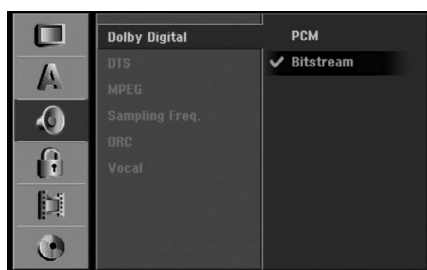 Dolby Digital
DTS
MPEG
Sampling Freq.
DRC
Vocal
PCM
✓ Bitstream